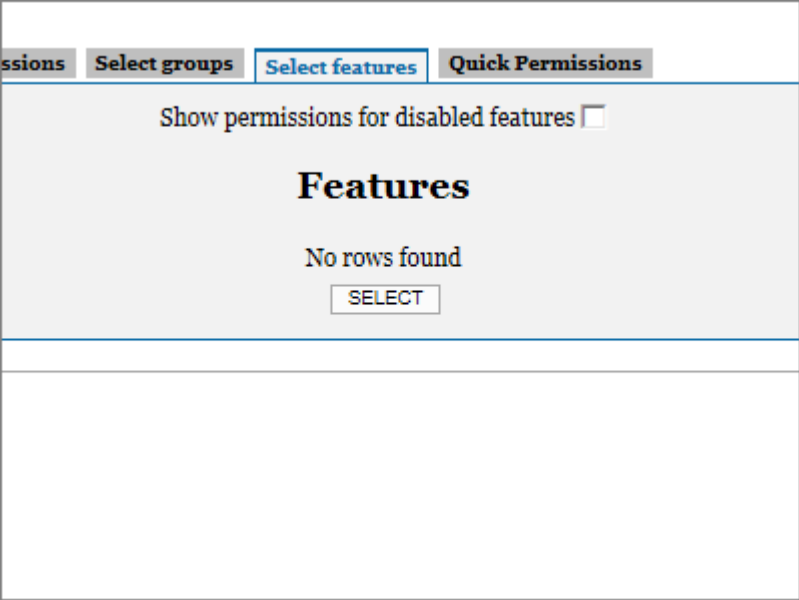 ssions Select groups Select features Quick Permissions
Show permissions for disabled features
Features
No rows found
SELECT